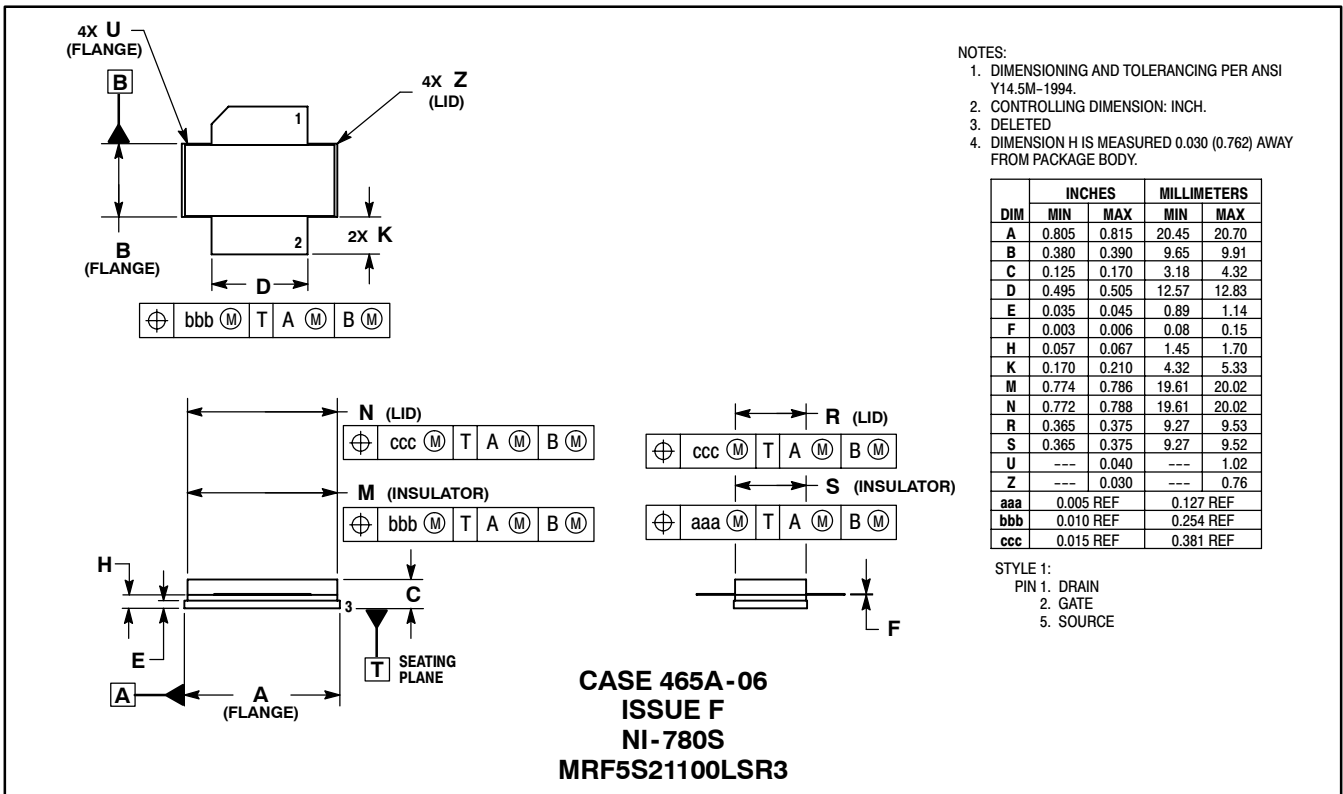 4X U
(FLANGE)
B
4X Z
(LID)
1
B
(FLANGE)
2X K
2
D
⌖ bbb Ⓜ T A Ⓜ B Ⓜ
N (LID)
⌖ ccc Ⓜ T A Ⓜ B Ⓜ
M (INSULATOR)
⌖ bbb Ⓜ T A Ⓜ B Ⓜ
R (LID)
⌖ ccc Ⓜ T A Ⓜ B Ⓜ
S (INSULATOR)
⌖ aaa Ⓜ T A Ⓜ B Ⓜ
H
C
3
E
T SEATING
PLANE
A
A
(FLANGE)
F
CASE 465A-06
ISSUE F
NI-780S
MRF5S21100LSR3
NOTES:
1. DIMENSIONING AND TOLERANCING PER ANSI
Y14.5M-1994.
2. CONTROLLING DIMENSION: INCH.
3. DELETED
4. DIMENSION H IS MEASURED 0.030 (0.762) AWAY
FROM PACKAGE BODY.
INCHES MILLIMETERS
DIM MIN MAX MIN MAX
A 0.805 0.815 20.45 20.70
B 0.380 0.390 9.65 9.91
C 0.125 0.170 3.18 4.32
D 0.495 0.505 12.57 12.83
E 0.035 0.045 0.89 1.14
F 0.003 0.006 0.08 0.15
H 0.057 0.067 1.45 1.70
K 0.170 0.210 4.32 5.33
M 0.774 0.786 19.61 20.02
N 0.772 0.788 19.61 20.02
R 0.365 0.375 9.27 9.53
S 0.365 0.375 9.27 9.52
U --- 0.040 --- 1.02
Z --- 0.030 --- 0.76
aaa 0.005 REF 0.127 REF
bbb 0.010 REF 0.254 REF
ccc 0.015 REF 0.381 REF
STYLE 1:
PIN 1. DRAIN
2. GATE
5. SOURCE